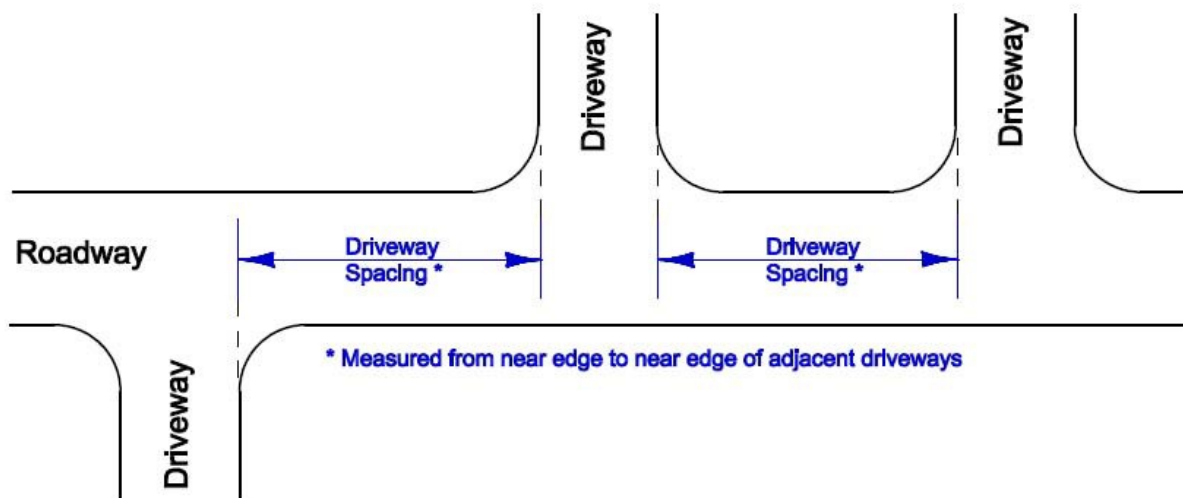 Driveway
Driveway
Roadway
Driveway
Spacing *
Driveway
Spacing *
* Measured from near edge to near edge of adjacent driveways
Driveway